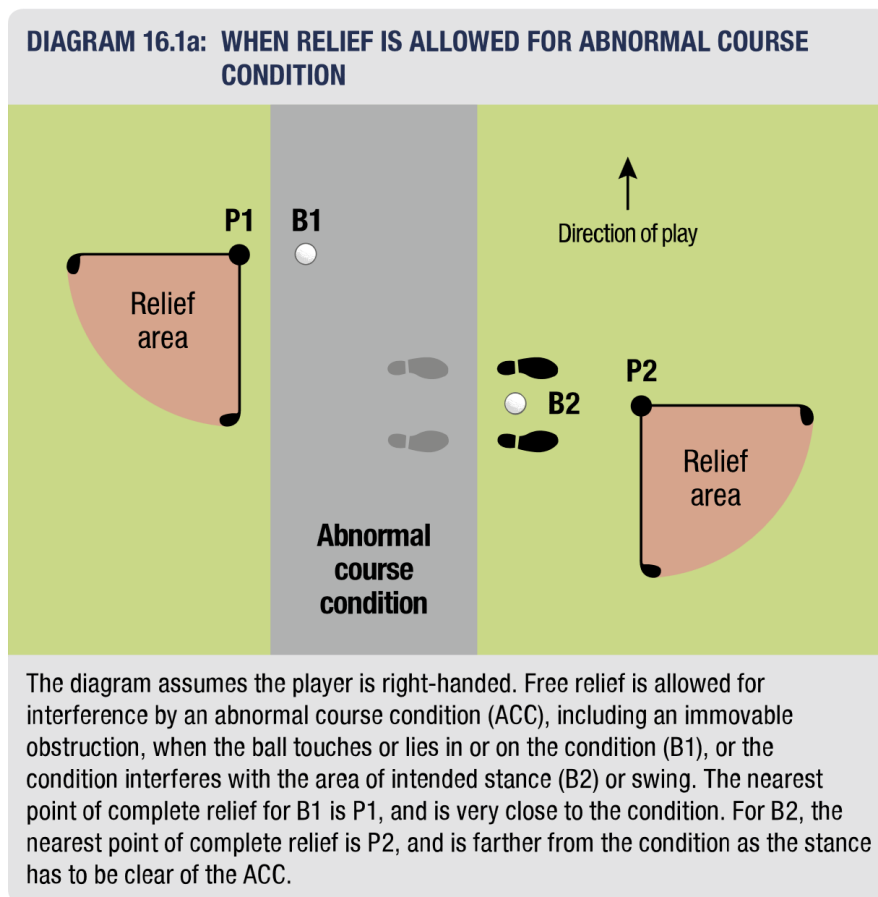 DIAGRAM 16.1a: WHEN RELIEF IS ALLOWED FOR ABNORMAL COURSE
CONDITION
P1
B1
Direction of play
Relief
area
B2
P2
Relief
area
Abnormal
course
condition
The diagram assumes the player is right-handed. Free relief is allowed for
interference by an abnormal course condition (ACC), including an immovable
obstruction, when the ball touches or lies in or on the condition (B1), or the
condition interferes with the area of intended stance (B2) or swing. The nearest
point of complete relief for B1 is P1, and is very close to the condition. For B2, the
nearest point of complete relief is P2, and is farther from the condition as the stance
has to be clear of the ACC.